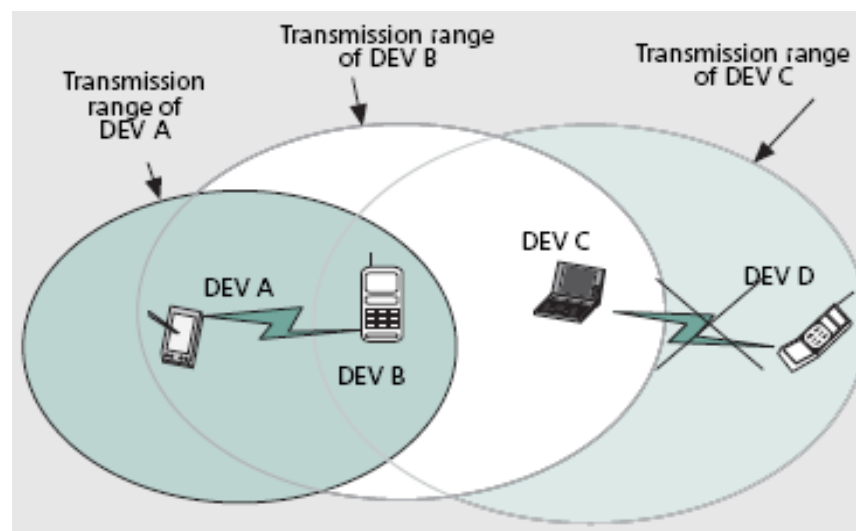 Transmission range
of DEV B
Transmission range
of DEV C
Transmission
range of
DEV A
DEV C
DEV A
DEV D
DEV B